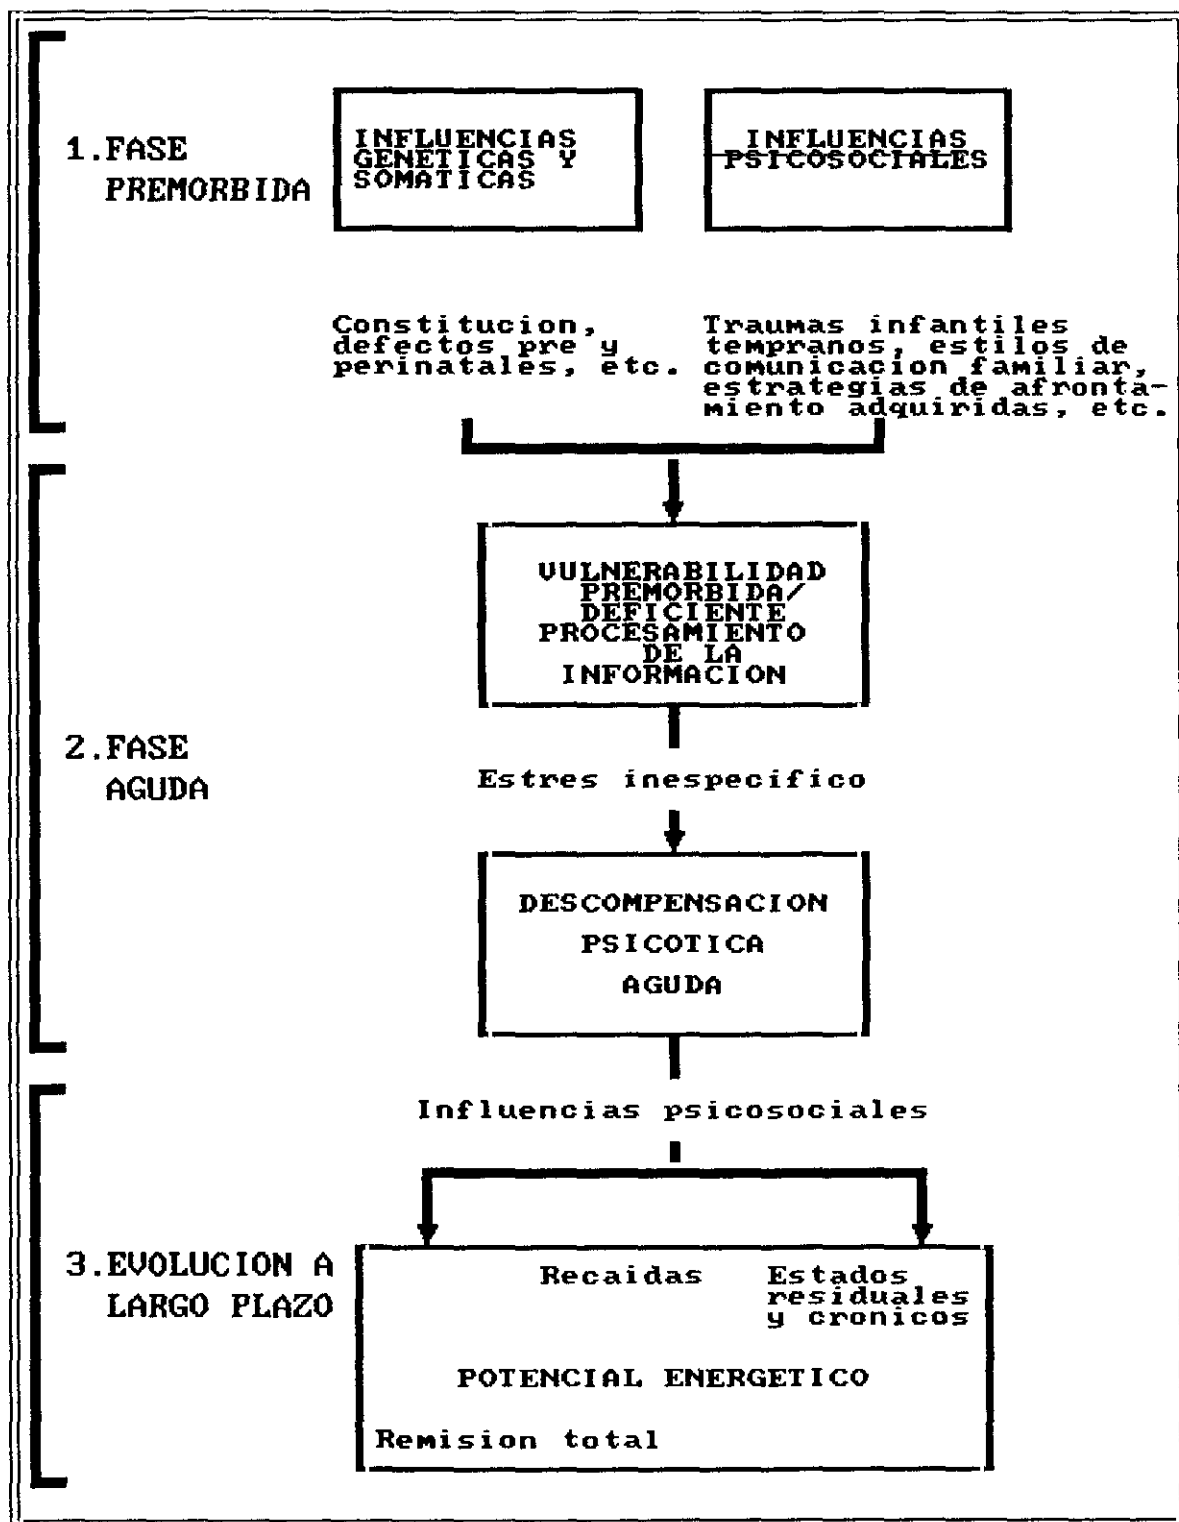 1.FASE
PREMORBIDA
INFLUENCIAS
GENETICAS Y
SOMATICAS
INFLUENCIAS
PSICOSOCIALES
Constitucion,
defectos pre y
perinatales, etc.
Traumas infantiles
tempranos, estilos de
comunicacion familiar,
estrategias de afronta-
miento adquiridas, etc.
VULNERABILIDAD
PREMORBIDA/
DEFICIENTE
PROCESAMIENTO
DE LA
INFORMACION
2.FASE
AGUDA
Estres inespecifico
DESCOMPENSACION
PSICOTICA
AGUDA
Influencias psicosociales
3.EVOLUCION A
LARGO PLAZO
Recaidas
Estados
residuales
y cronicos
POTENCIAL ENERGETICO
Remision total